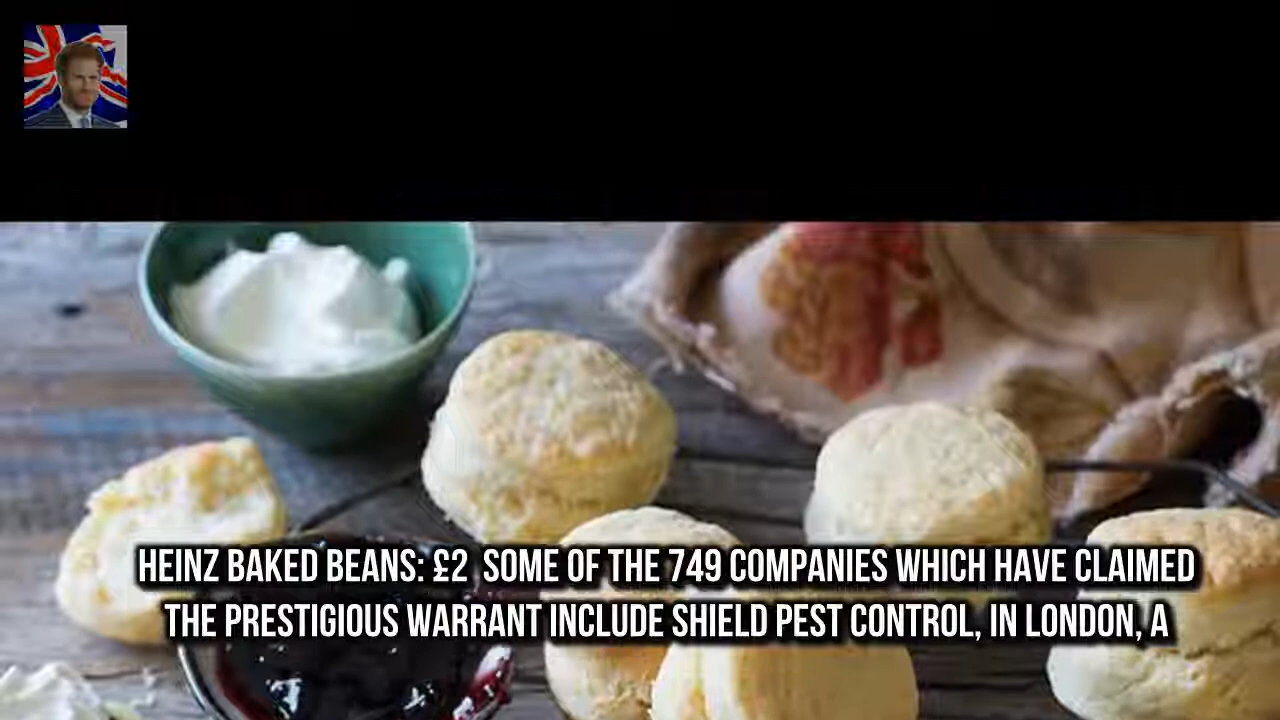 HEINZ BAKED BEANS: £2 SOME OF THE 749 COMPANIES WHICH HAVE CLAIMED
THE PRESTIGIOUS WARRANT INCLUDE SHIELD PEST CONTROL, IN LONDON, A